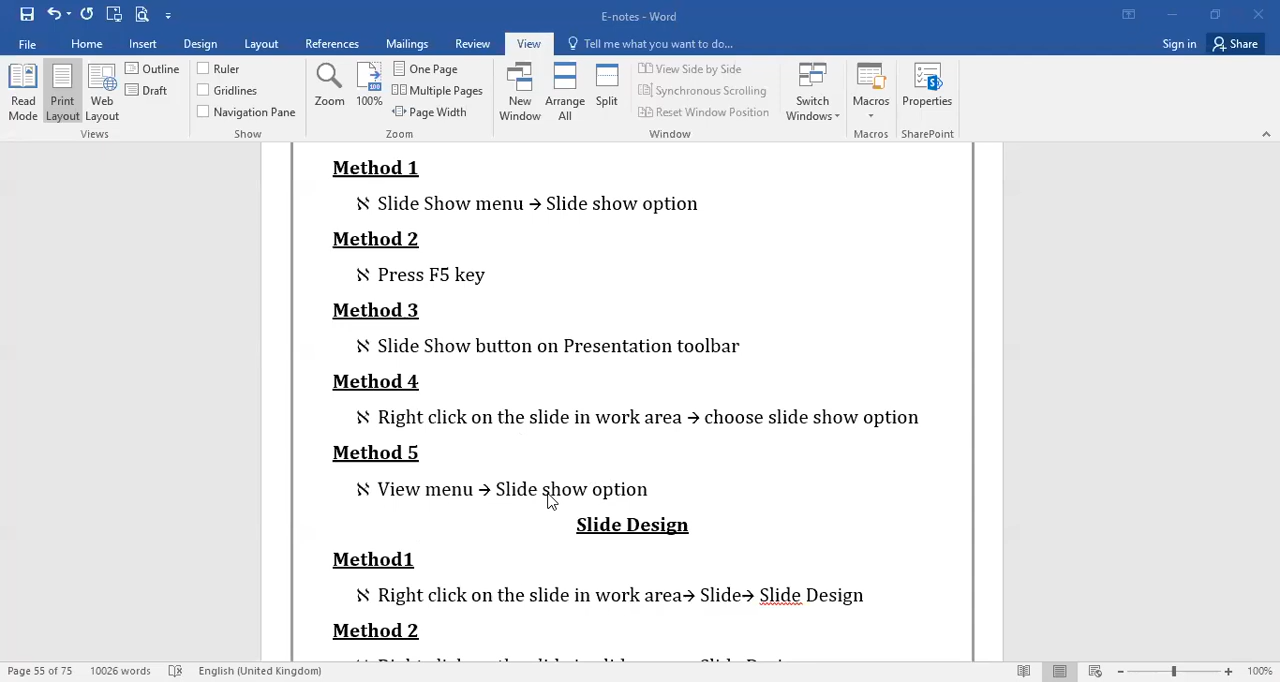 E-notes - Word
File Home Insert Design Layout References Mailings Review View Tell me what you want to do... Sign in Share
Read Mode
Print Layout
Web Layout
Outline
Draft
Views
Ruler
Gridlines
Navigation Pane
Show
Zoom
100%
One Page
Multiple Pages
Page Width
Zoom
New Window
Arrange All
Split
View Side by Side
Synchronous Scrolling
Reset Window Position
Window
Switch Windows
Macros
Macros
Properties
SharePoint
Method 1
ℵ Slide Show menu → Slide show option
Method 2
ℵ Press F5 key
Method 3
ℵ Slide Show button on Presentation toolbar
Method 4
ℵ Right click on the slide in work area → choose slide show option
Method 5
ℵ View menu → Slide show option
Slide Design
Method1
ℵ Right click on the slide in work area→ Slide→ Slide Design
Method 2
Page 55 of 75 10026 words English (United Kingdom) 100%